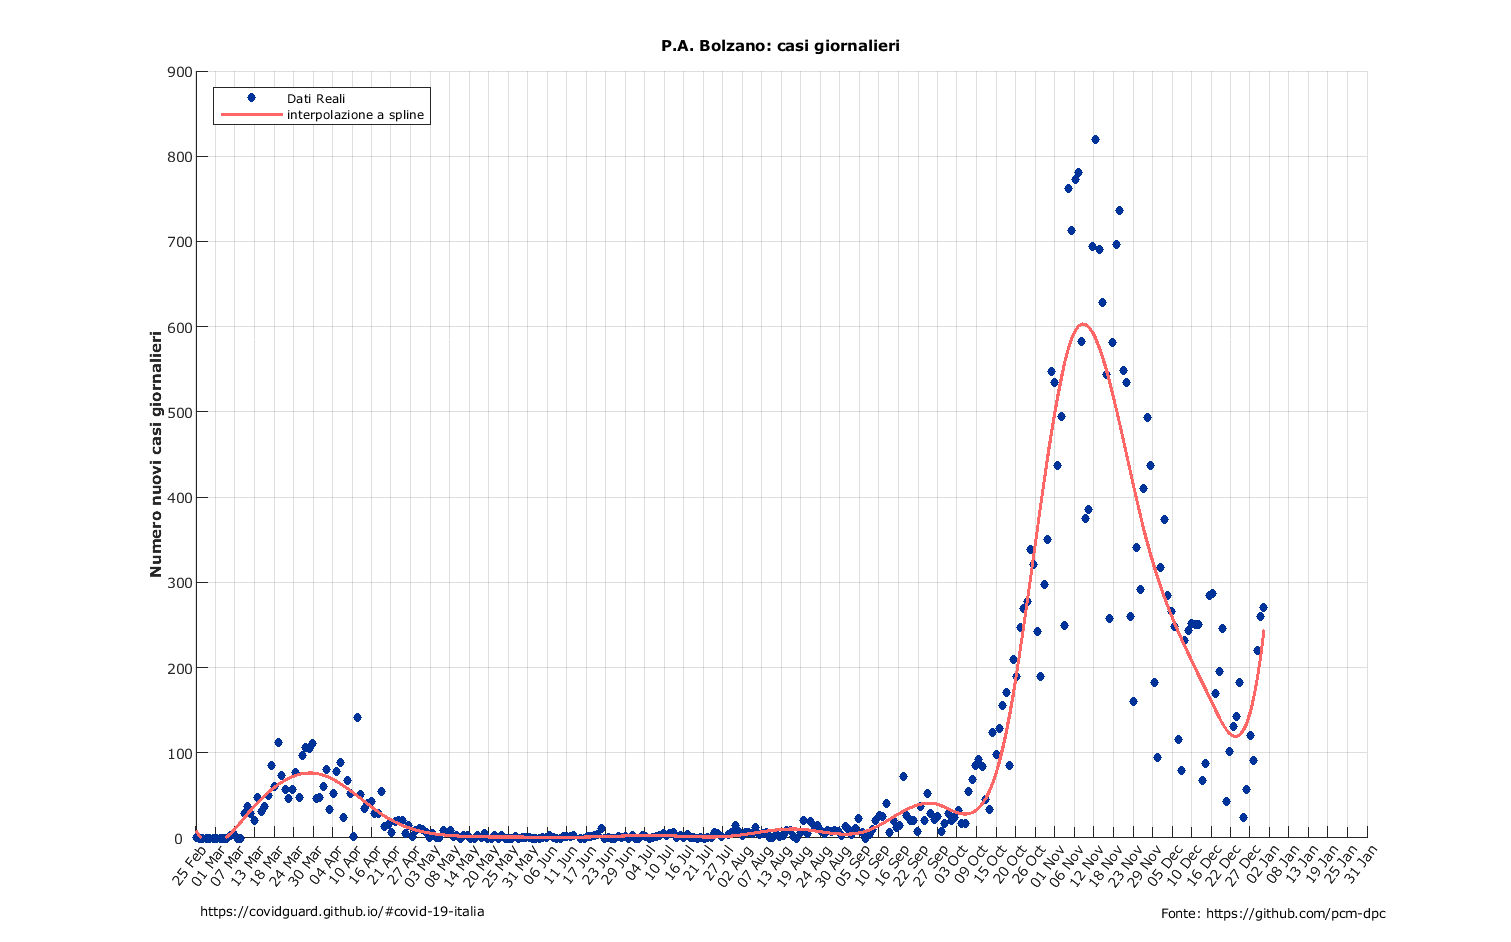 P.A. Bolzano: casi giornalieri
900
Dati Reali
interpolazione a spline
800
700
600
500
400
300
200
100
0
Numero nuovi casi giornalieri
25 Feb
01 Mar
07 Mar
13 Mar
18 Mar
24 Mar
30 Mar
04 Apr
10 Apr
16 Apr
21 Apr
27 Apr
03 May
08 May
14 May
20 May
25 May
31 May
06 Jun
11 Jun
17 Jun
23 Jun
29 Jun
04 Jul
10 Jul
16 Jul
21 Jul
27 Jul
02 Aug
07 Aug
13 Aug
19 Aug
24 Aug
30 Aug
05 Sep
10 Sep
16 Sep
22 Sep
27 Sep
03 Oct
09 Oct
15 Oct
20 Oct
26 Oct
01 Nov
06 Nov
12 Nov
18 Nov
23 Nov
29 Nov
05 Dec
10 Dec
16 Dec
22 Dec
27 Dec
02 Jan
08 Jan
13 Jan
19 Jan
25 Jan
31 Jan
https://covidguard.github.io/#covid-19-italia
Fonte: https://github.com/pcm-dpc